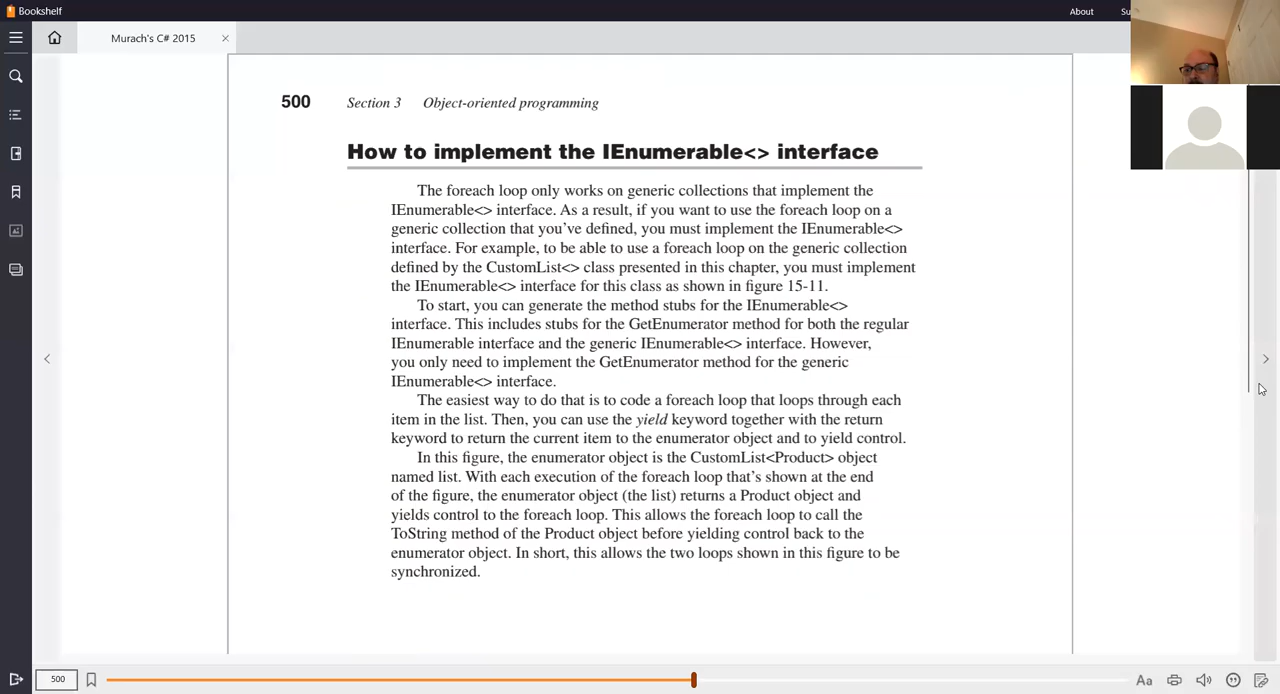 Bookshelf
About
Su
Murach's C# 2015
500 Section 3 Object-oriented programming
How to implement the IEnumerable<> interface
The foreach loop only works on generic collections that implement the
IEnumerable<> interface. As a result, if you want to use the foreach loop on a
generic collection that you've defined, you must implement the IEnumerable<>
interface. For example, to be able to use a foreach loop on the generic collection
defined by the CustomList<> class presented in this chapter, you must implement
the IEnumerable<> interface for this class as shown in figure 15-11.
To start, you can generate the method stubs for the IEnumerable<>
interface. This includes stubs for the GetEnumerator method for both the regular
IEnumerable interface and the generic IEnumerable<> interface. However,
you only need to implement the GetEnumerator method for the generic
IEnumerable<> interface.
The easiest way to do that is to code a foreach loop that loops through each
item in the list. Then, you can use the yield keyword together with the return
keyword to return the current item to the enumerator object and to yield control.
In this figure, the enumerator object is the CustomList<Product> object
named list. With each execution of the foreach loop that's shown at the end
of the figure, the enumerator object (the list) returns a Product object and
yields control to the foreach loop. This allows the foreach loop to call the
ToString method of the Product object before yielding control back to the
enumerator object. In short, this allows the two loops shown in this figure to be
synchronized.
500
Aa